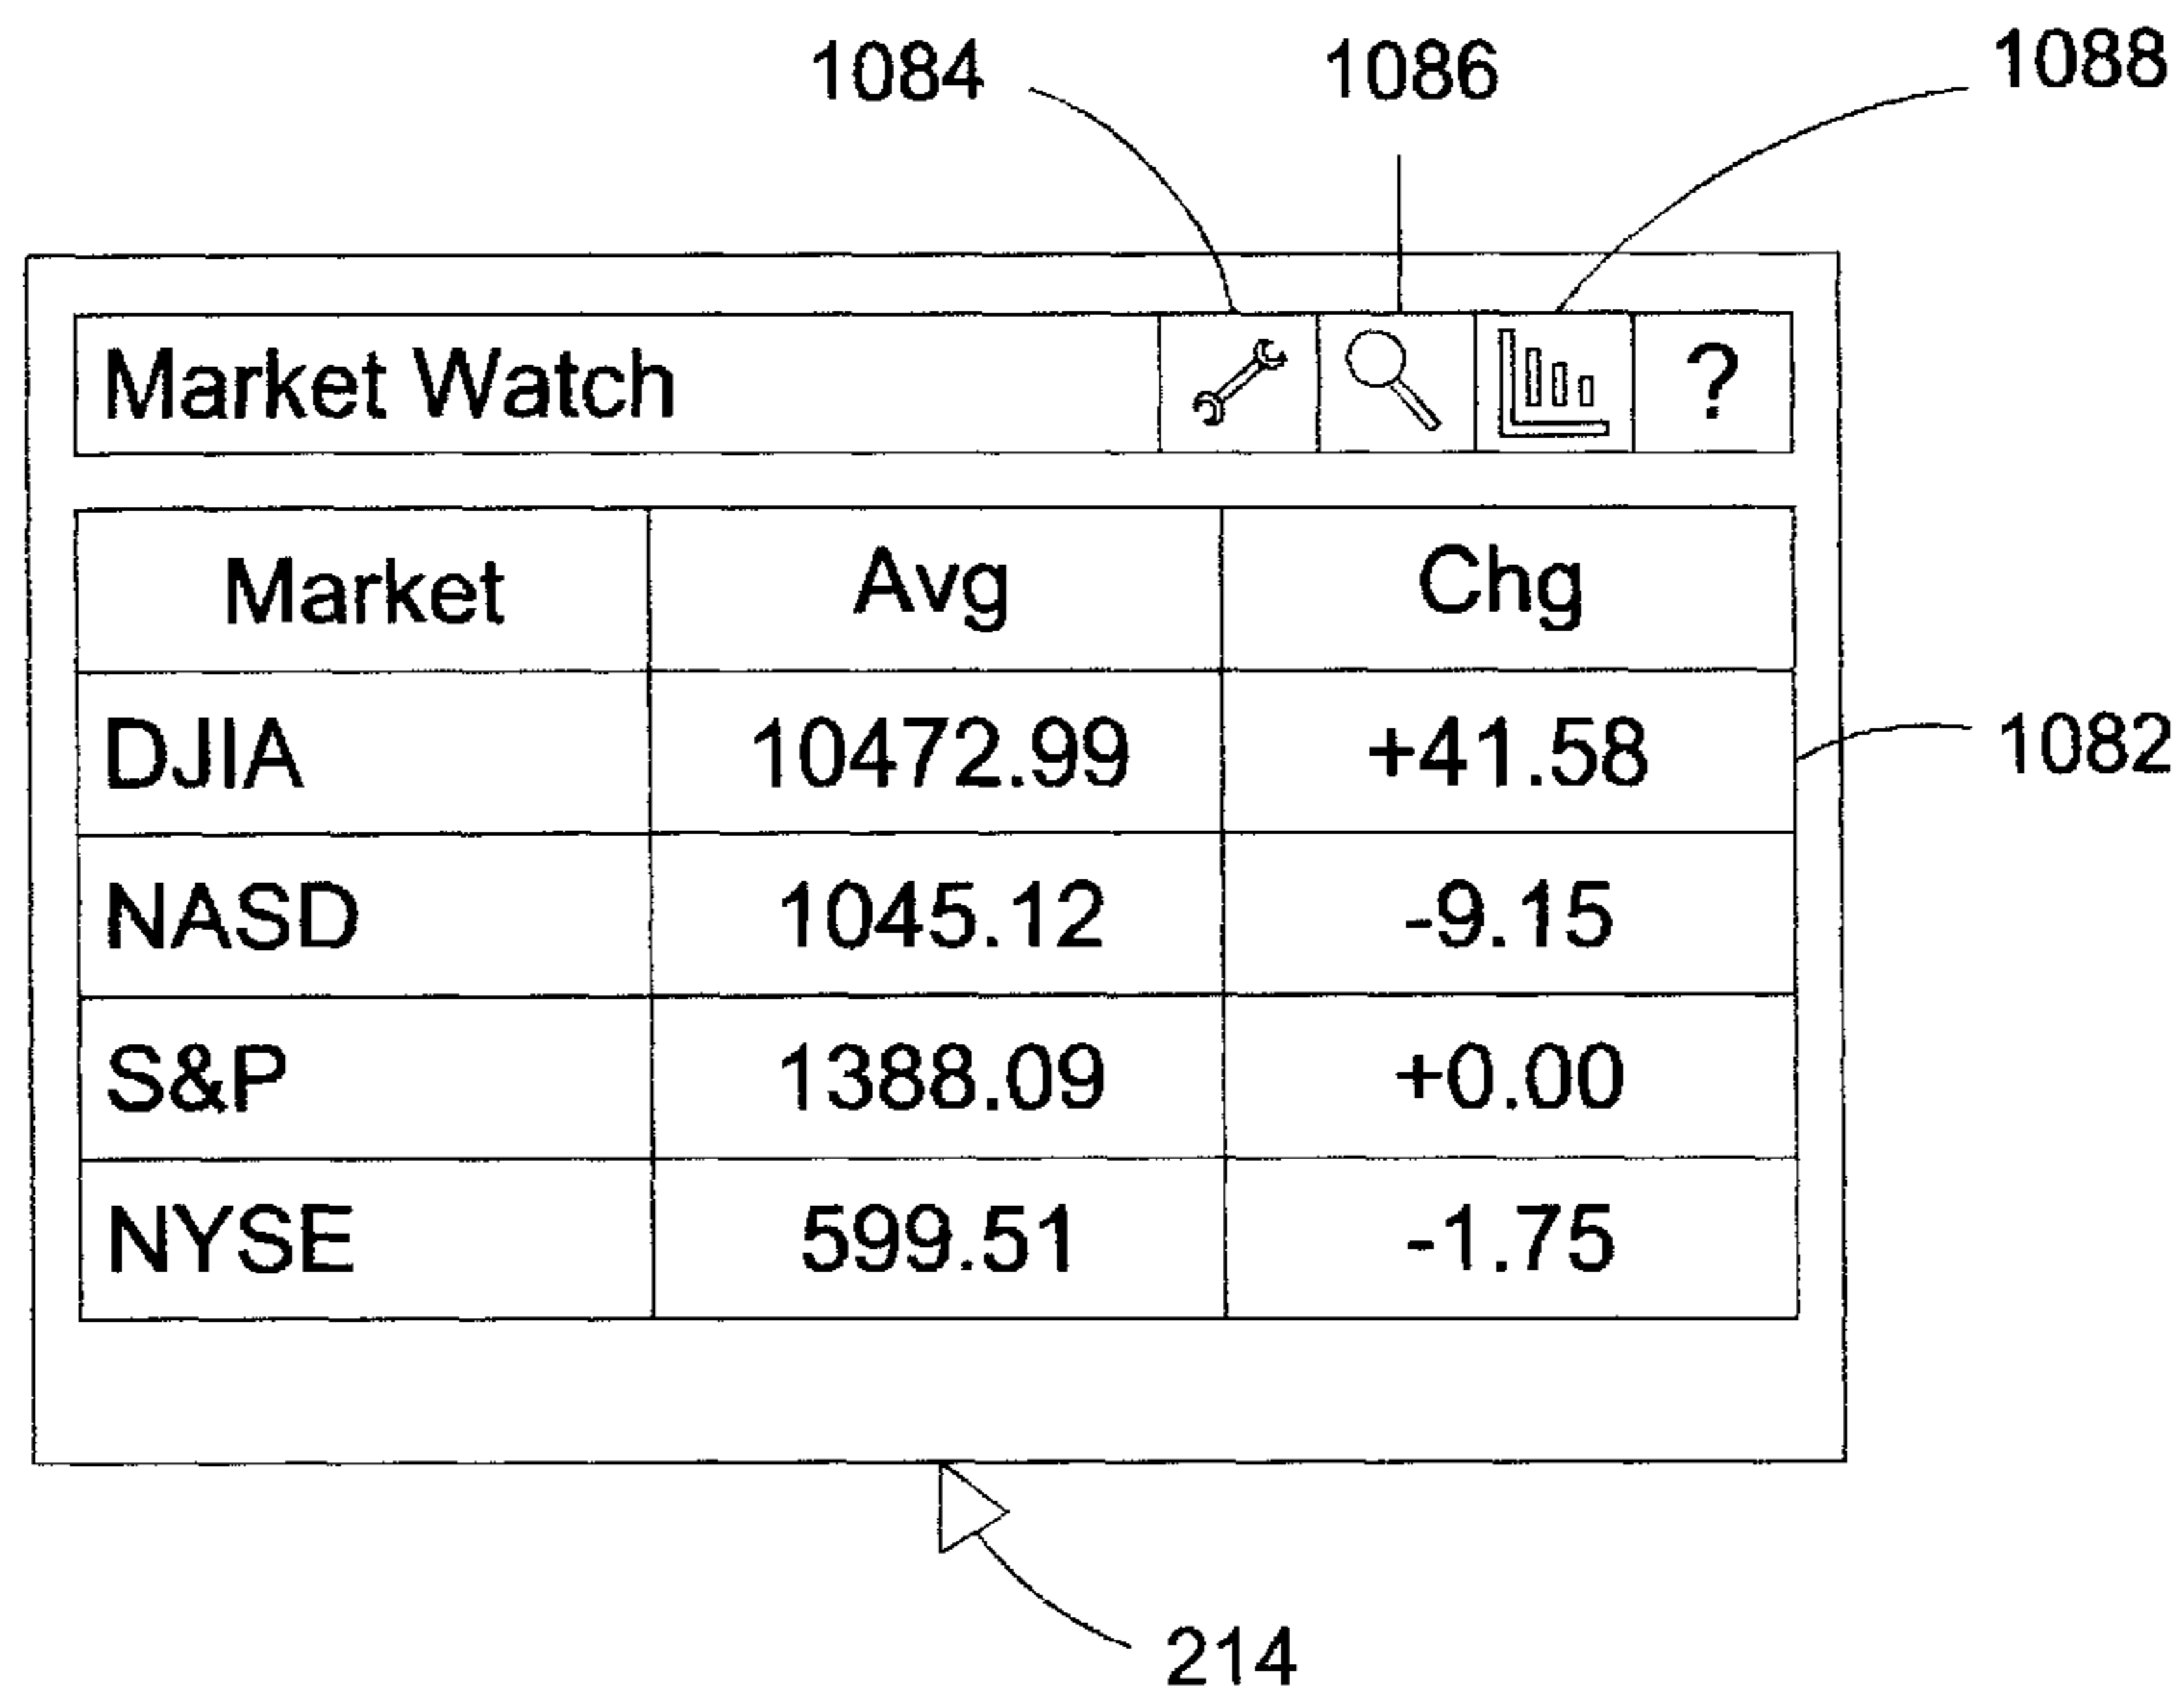 1084 1086 1088
Market Watch ?
Market Avg Chg
DJIA 10472.99 +41.58
1082
NASD 1045.12 -9.15
S&P 1388.09 +0.00
NYSE 599.51 -1.75
214